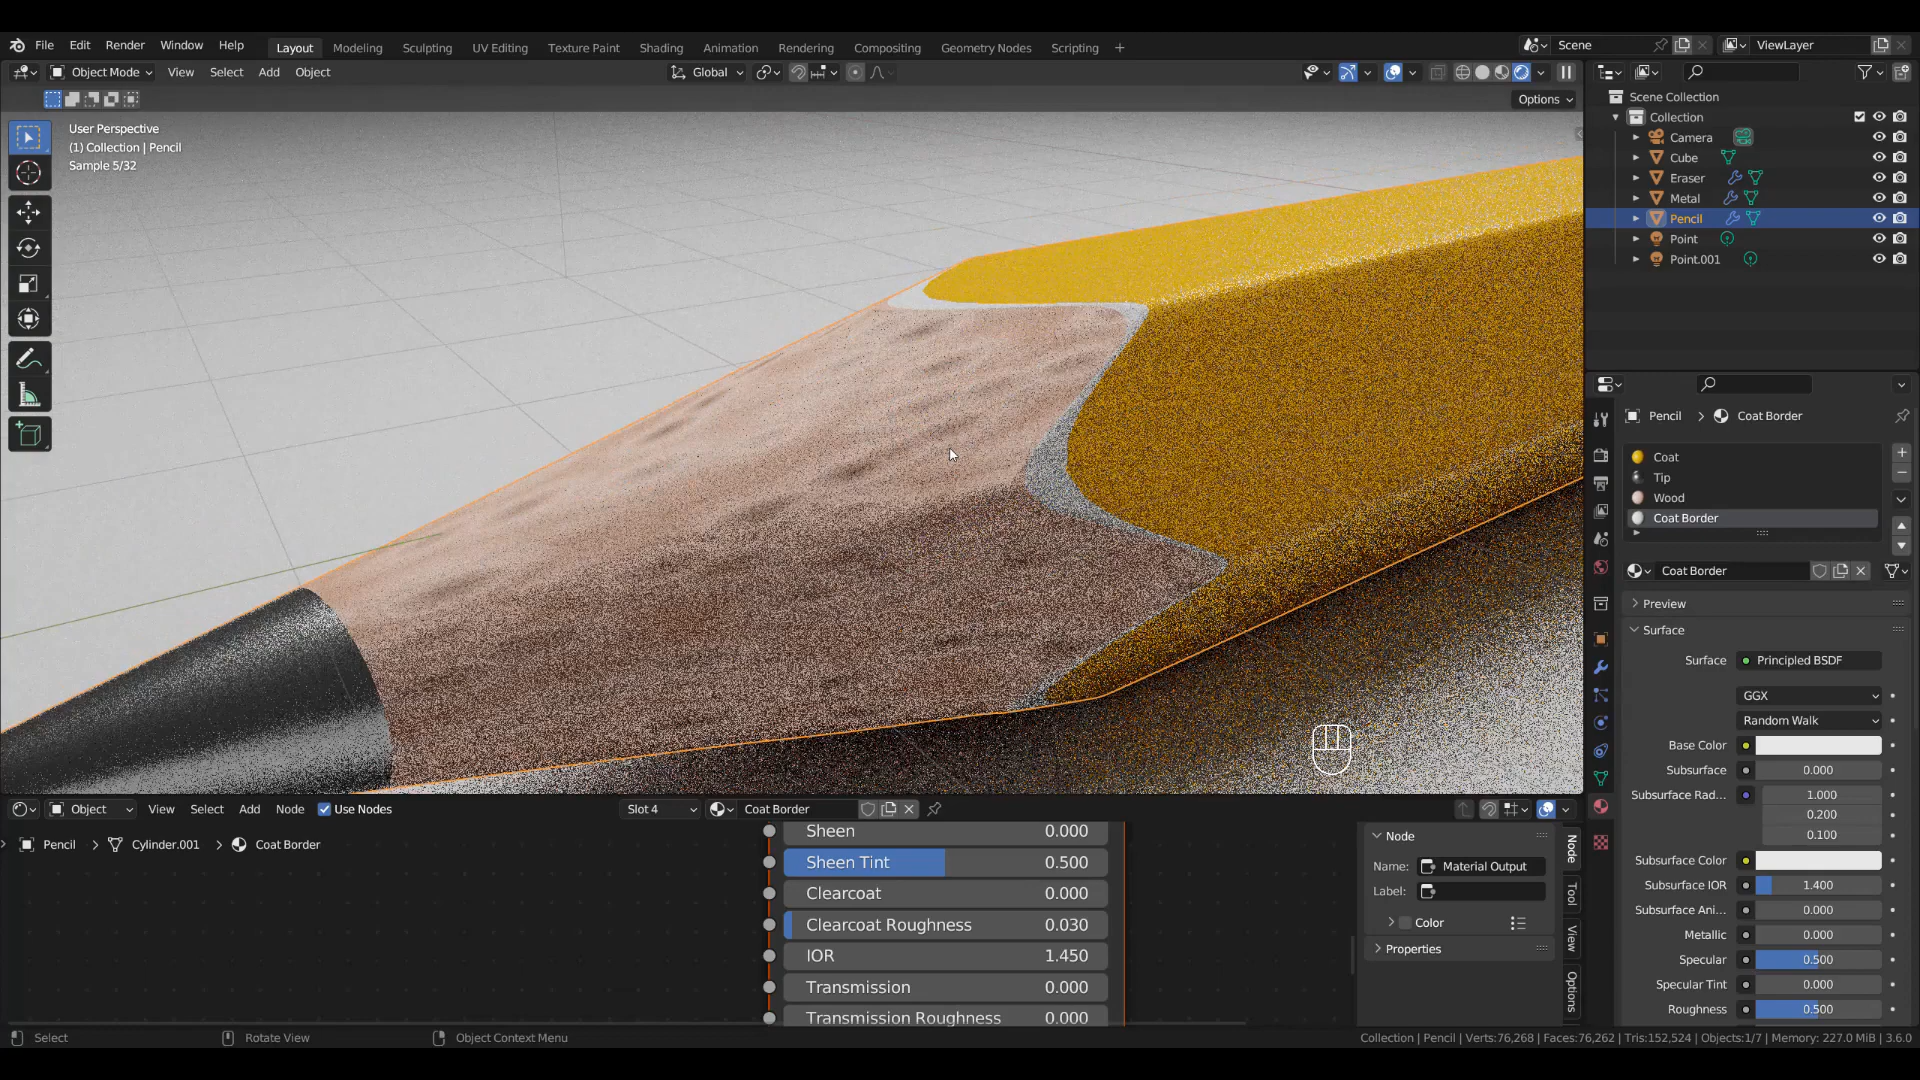 File Edit Render Window Help Layout Modeling Sculpting UV Editing Texture Paint Shading Animation Rendering Compositing Geometry Nodes Scripting + Scene ViewLayer
Object Mode View Select Add Object Global
Options
User Perspective
(1) Collection | Pencil
Sample 5/32
Scene Collection
Collection
Camera
Cube
Eraser
Metal
Pencil
Point
Point.001
Pencil > Coat Border
Coat
Tip
Wood
Coat Border
Coat Border
Preview
Surface
Surface Principled BSDF
GGX
Random Walk
Base Color
Subsurface 0.000
Subsurface Rad... 1.000
0.200
0.100
Subsurface Color
Subsurface IOR 1.400
Subsurface Ani... 0.000
Metallic 0.000
Specular 0.500
Specular Tint 0.000
Roughness 0.500
Object View Select Add Node Use Nodes Slot 4 Coat Border
Pencil > Cylinder.001 > Coat Border
Sheen 0.000
Sheen Tint 0.500
Clearcoat 0.000
Clearcoat Roughness 0.030
IOR 1.450
Transmission 0.000
Transmission Roughness 0.000
Node
Name: Material Output
Label:
Color
Properties
Node
Tool
View
Options
Select Rotate View Object Context Menu Collection | Pencil | Verts:76,268 | Faces:76,262 | Tris:152,524 | Objects:1/7 | Memory: 227.0 MiB | 3.6.0